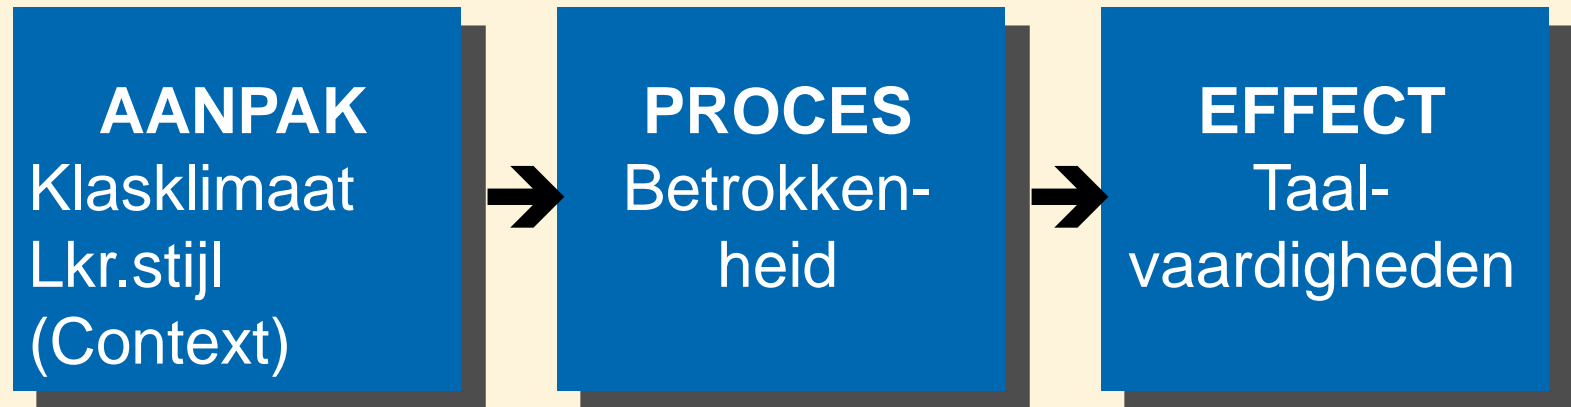 AANPAK
Klasklimaat
Lkr.stijl
(Context)
➔
PROCES
Betrokken-
heid
➔
EFFECT
Taal-
vaardigheden